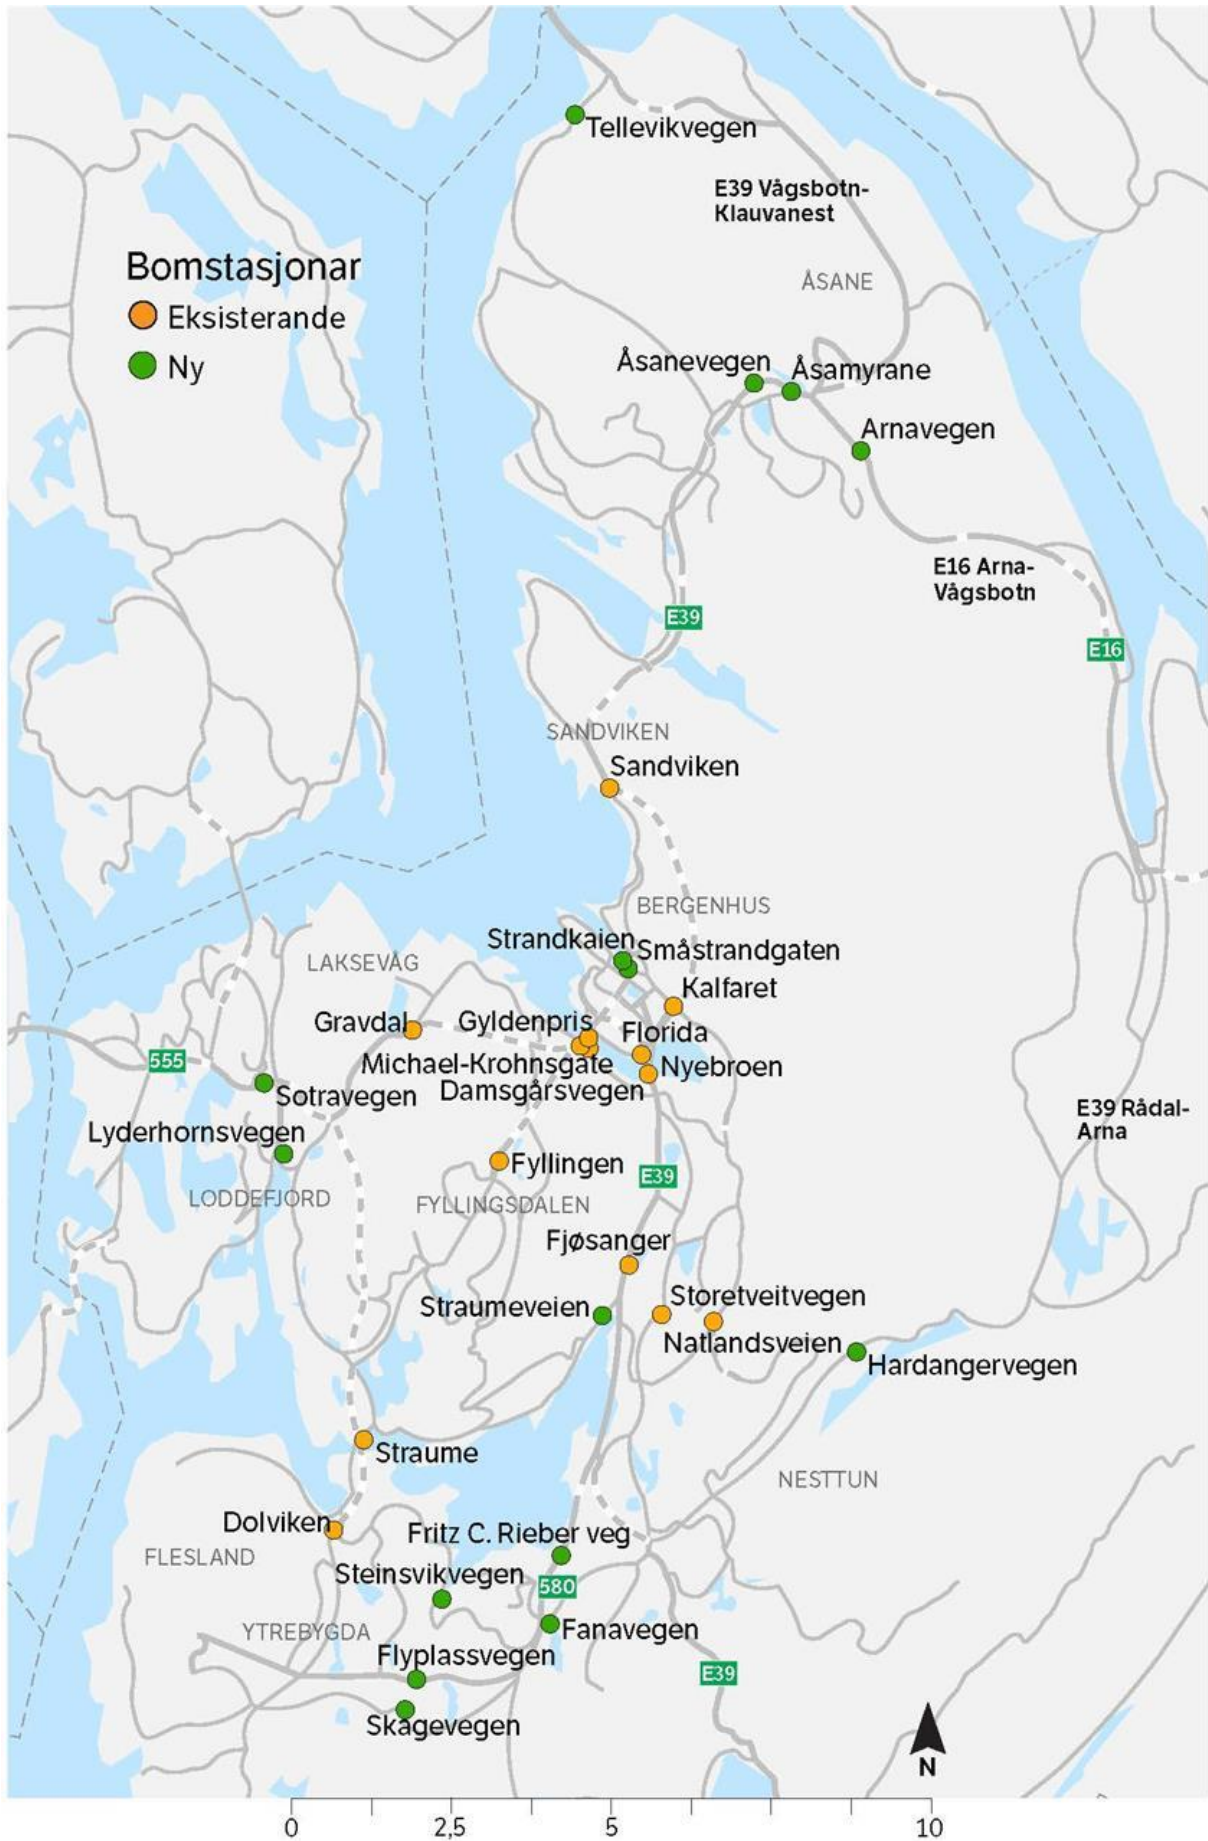 Tellevikvegen
E39 Vågsbotn-
Klauvanest
Bomstasjonar
Eksisterande
Ny
ÅSANE
Åsanevegen
Åsamyrane
Arnavegen
E16 Arna-
Vågsbotn
E39
E16
SANDVIKEN
Sandviken
BERGENHUS
Strandkaien
Småstrandgaten
LAKSEVÅG
Kalfaret
Gravdal
Gyldenpris
Florida
555
Michael-Krohnsgate
Nyebroen
Damsgårsvegen
Sotravegen
E39 Rådal-
Arna
Lyderhornsvegen
Fyllingen
E39
LODDEFJORD
FYLLINGSDALEN
Fjøsanger
Straumeveien
Storetveitvegen
Natlandsveien
Hardangervegen
Straume
NESTTUN
Dolviken
Fritz C. Rieber veg
FLESLAND
Steinsvikvegen
580
YTREBYGDA
Fanavegen
Flyplassvegen
E39
Skagevegen
N
0 2,5 5 10